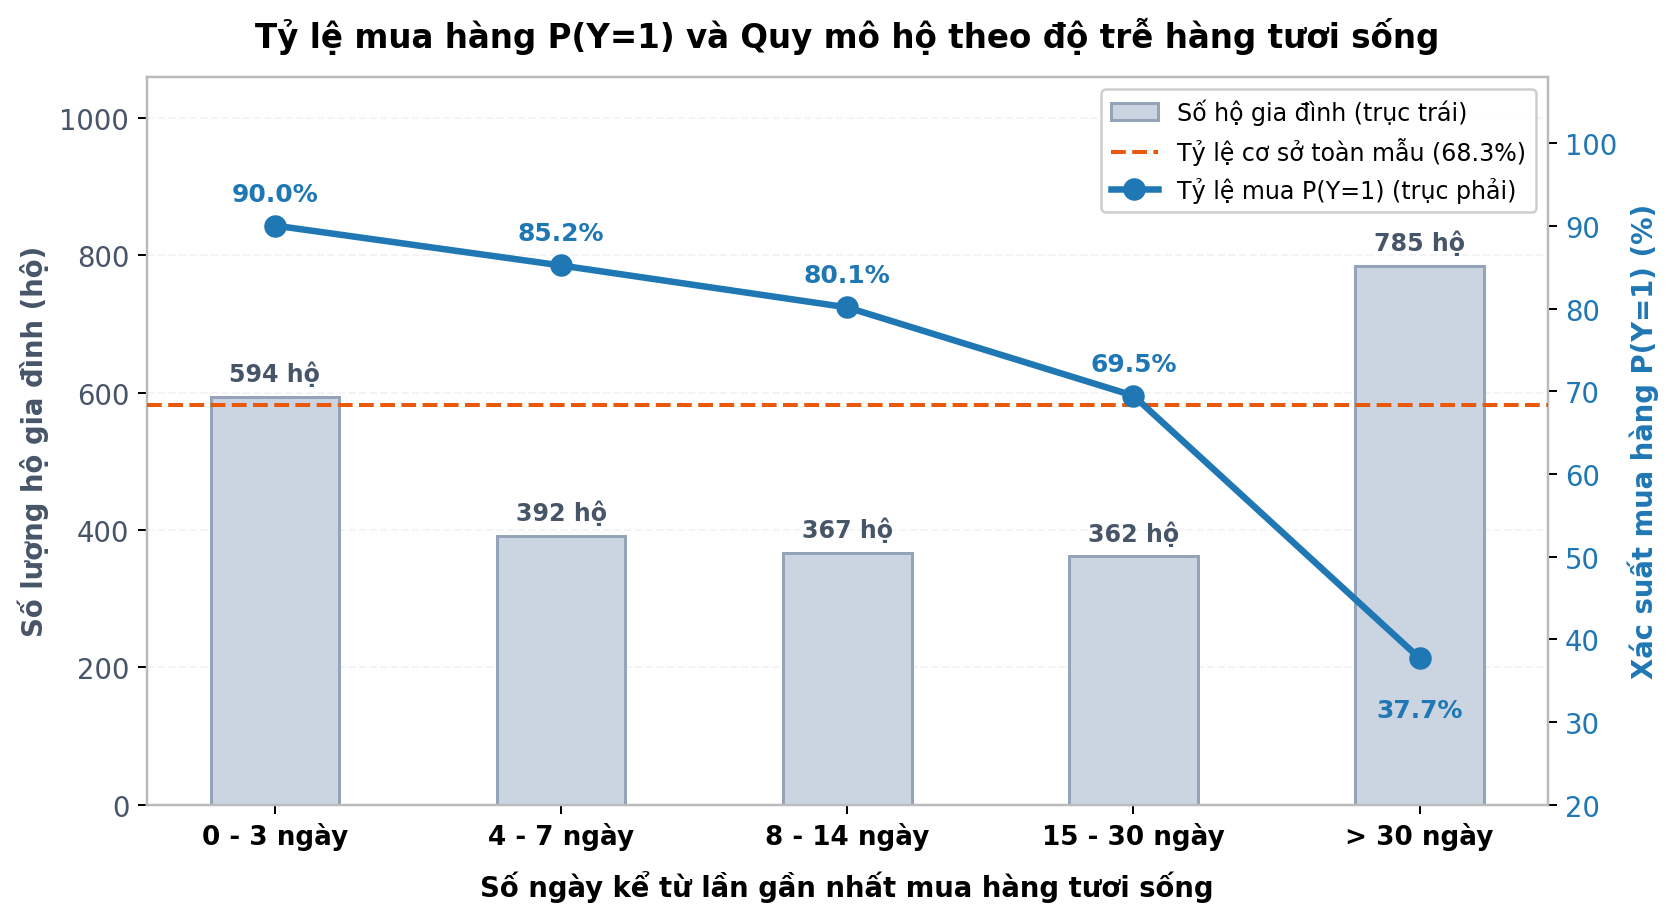 Tỷ lệ mua hàng P(Y=1) và Quy mô hộ theo độ trễ hàng tươi sống
Số hộ gia đình (trục trái)
Tỷ lệ cơ sở toàn mẫu (68.3%)
Tỷ lệ mua P(Y=1) (trục phải)
Số lượng hộ gia đình (hộ)
1000
800
600
400
200
0
90.0%
85.2%
80.1%
69.5%
37.7%
594 hộ
392 hộ
367 hộ
362 hộ
785 hộ
100
90
80
70
60
50
40
30
20
Xác suất mua hàng P(Y=1) (%)
0 - 3 ngày
4 - 7 ngày
8 - 14 ngày
15 - 30 ngày
> 30 ngày
Số ngày kể từ lần gần nhất mua hàng tươi sống